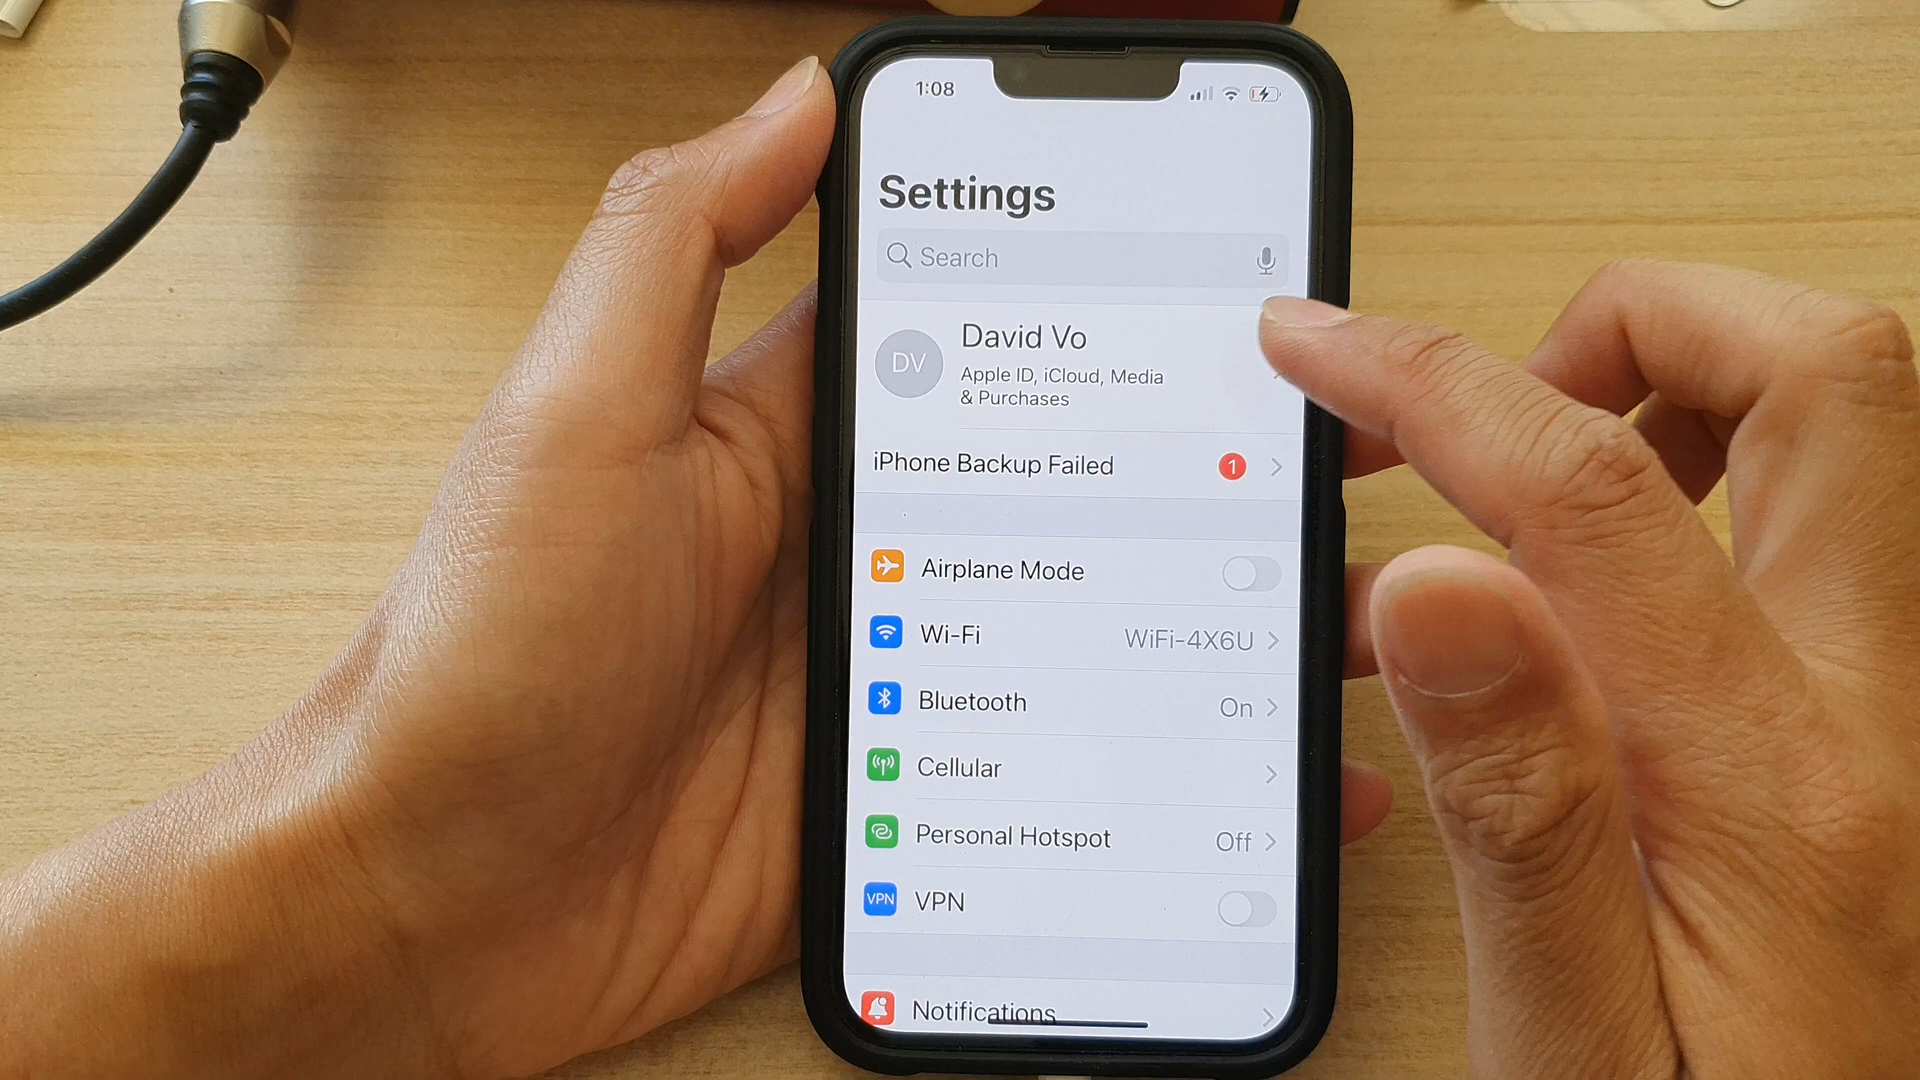 1:08
Settings
Search
DV
David Vo
Apple ID, iCloud, Media
& Purchases
iPhone Backup Failed 1
Airplane Mode
Wi-Fi WiFi-4X6U
Bluetooth On
Cellular
Personal Hotspot Off
VPN VPN
Notifications